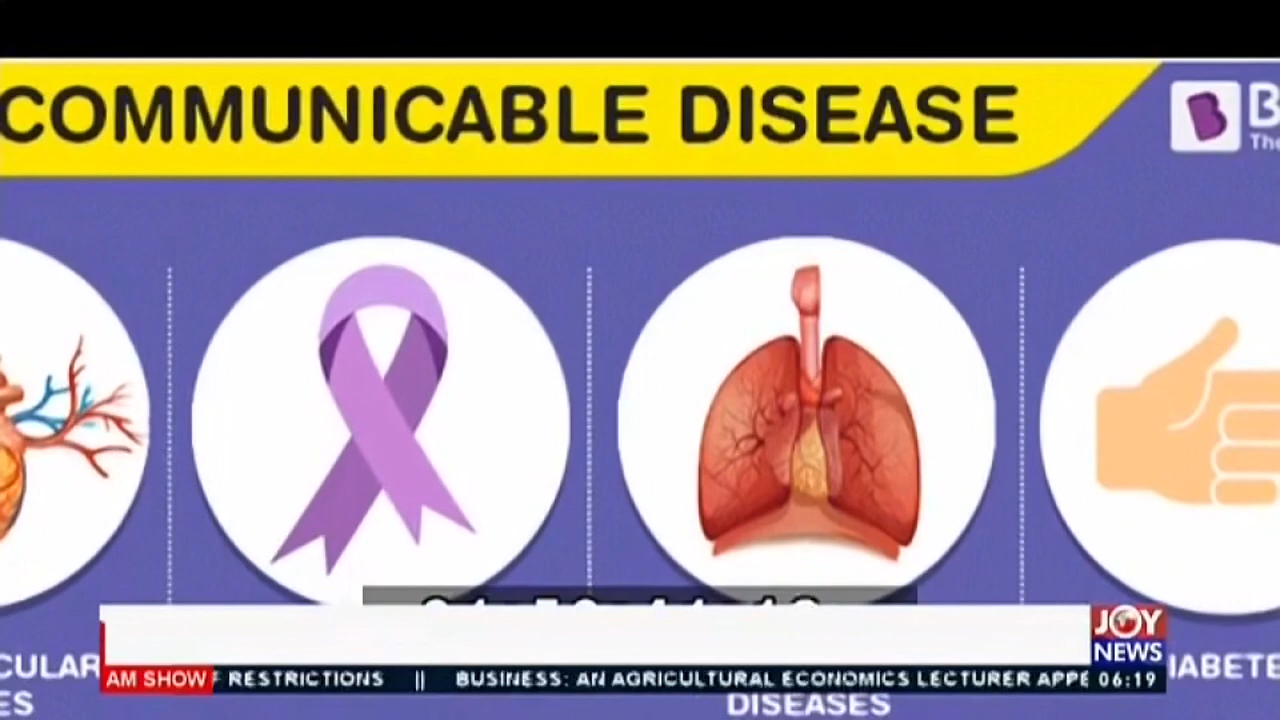 COMMUNICABLE DISEASE
B
The
CULAR
ES
DISEASES
IABETE
JOY
NEWS
AM SHOW
F RESTRICTIONS || BUSINESS: AN AGRICULTURAL ECONOMICS LECTURER APPE 06:19